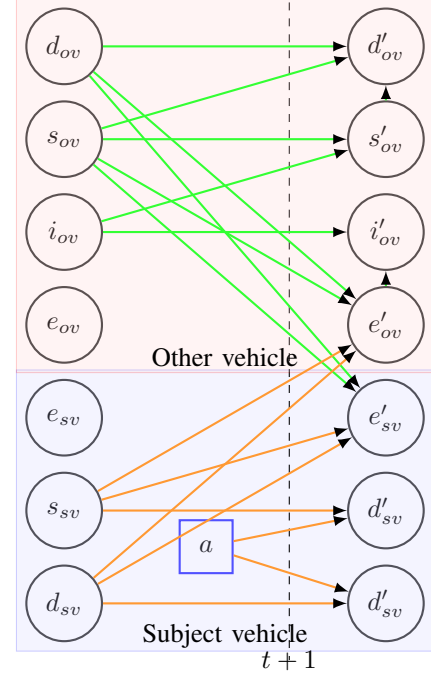 d_ov d'_ov
s_ov s'_ov
i_ov i'_ov
e_ov e'_ov
Other vehicle
e_sv e'_sv
s_sv d'_sv
a
d_sv d'_sv
Subject vehicle
t + 1